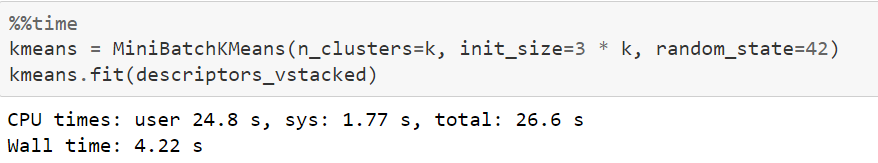 %%time
kmeans = MiniBatchKMeans(n_clusters=k, init_size=3 * k, random_state=42)
kmeans.fit(descriptors_vstacked)
CPU times: user 24.8 s, sys: 1.77 s, total: 26.6 s
Wall time: 4.22 s